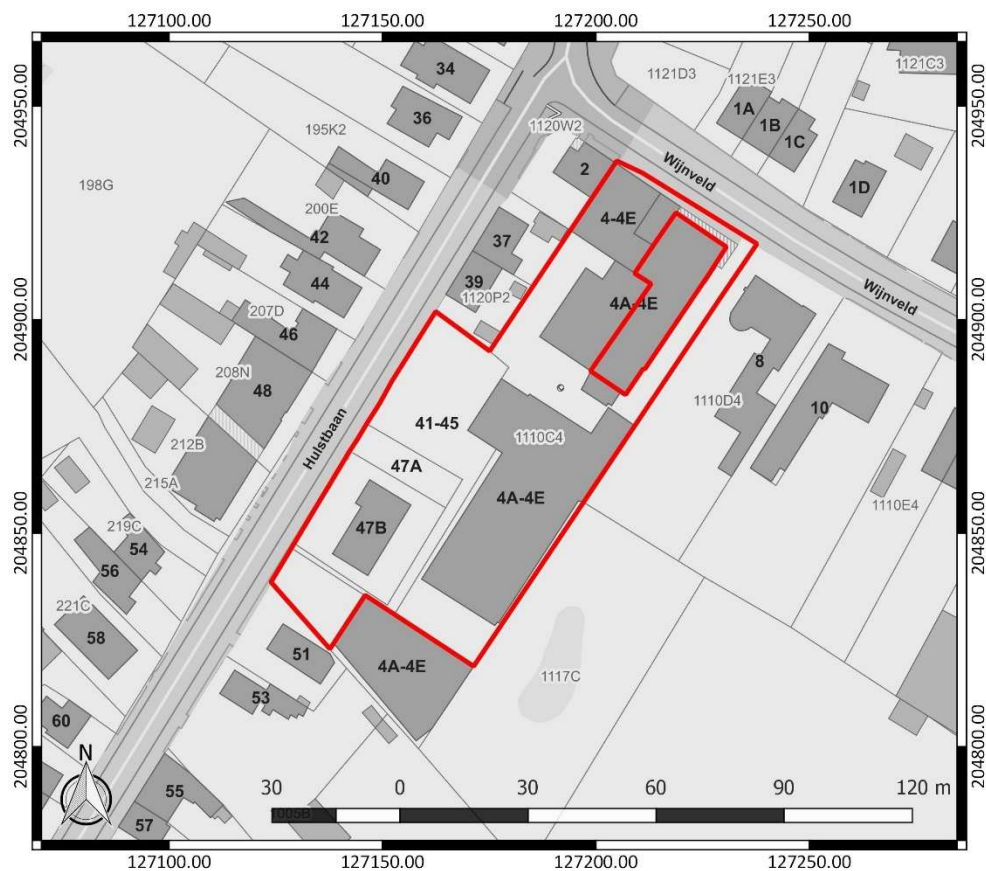 127100.00 127150.00 127200.00 127250.00
204950.00
204900.00
204850.00
204800.00
34
36
195K2
40
198G
200E
42
44
207D
46
208N
48
212B
215A
219C
54
56
221C
58
60
55
57
Hulstbaan
1120W2
2
Wijnveld
1121D3
1121E3
1121C3
1A
1B
1C
1D
4-4E
37
39
1120P2
4A-4E
Wijnveld
8
1110D4
10
1110E4
41-45
1110C4
47A
4A-4E
47B
51
53
4A-4E
1117C
N
30 0 30 60 90 120 m
1005B
204950.00
204900.00
204850.00
204800.00
127100.00 127150.00 127200.00 127250.00